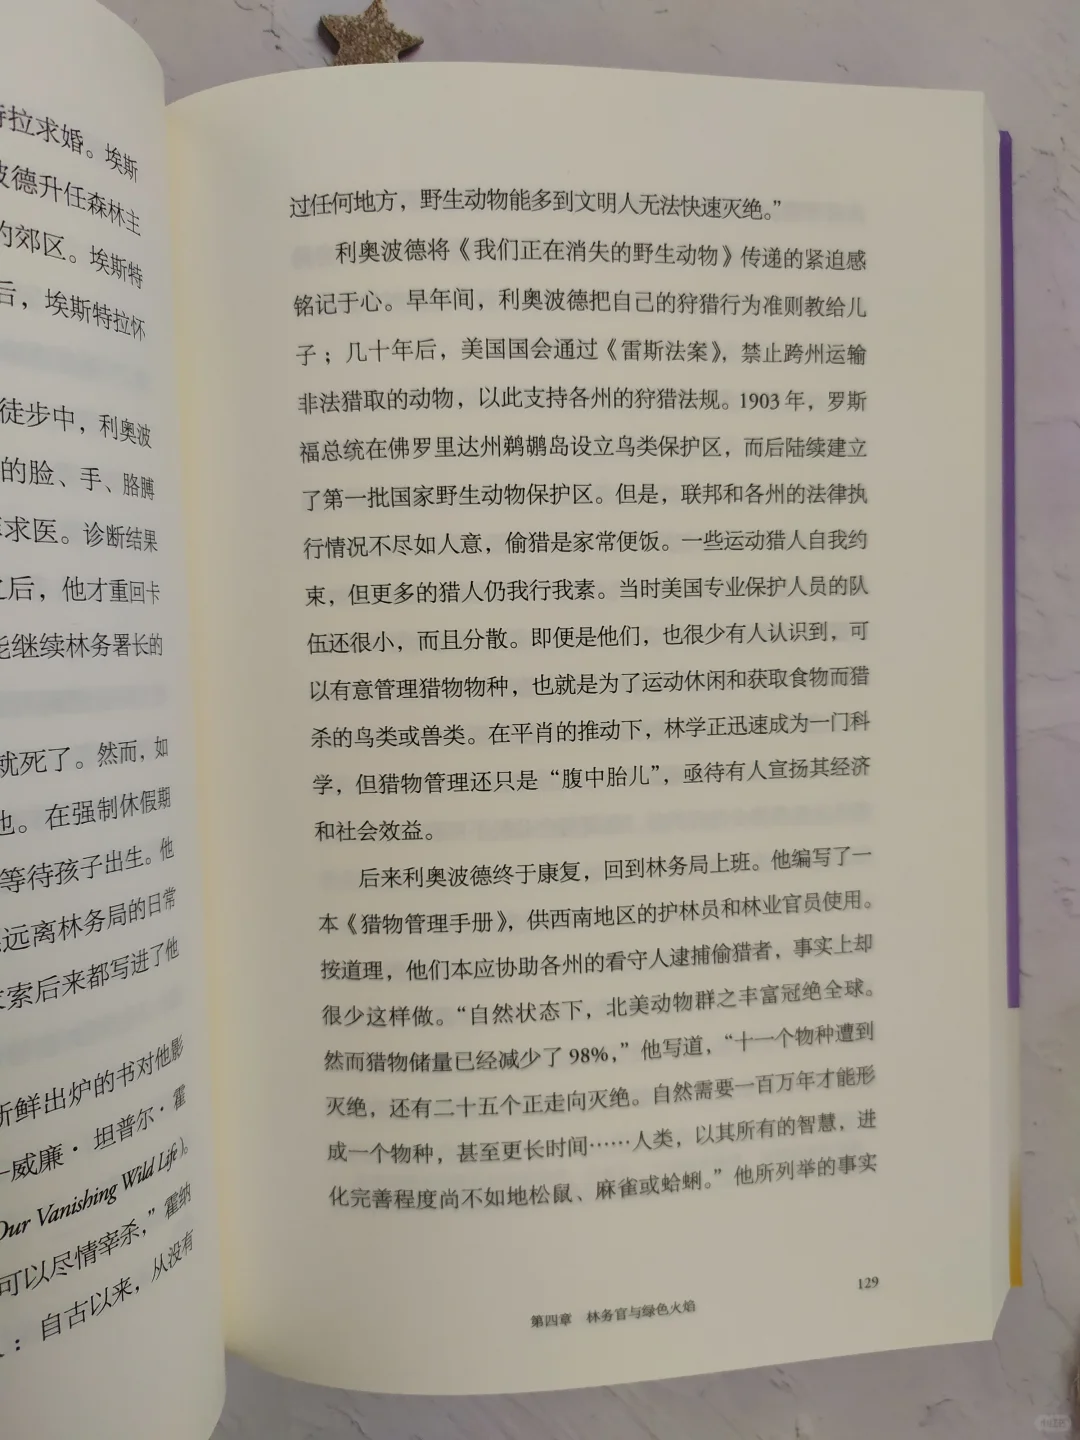 特拉求婚。埃斯
波德升任森林主
的郊区。埃斯特
后，埃斯特拉怀
徒步中，利奥波
的脸、手、胳膊
求医。诊断结果
之后，他才重回卡
能继续林务署长的
就死了。然而，如
他。在强制休假期
等待孩子出生。他
远离林务局的日常
索后来都写进了他
新鲜出炉的书对他影
威廉·坦普尔·霍
Our Vanishing Wild Life)。
可以尽情宰杀，”霍纳
：自古以来，从没有
过任何地方，野生动物能多到文明人无法快速灭绝。”
利奥波德将《我们正在消失的野生动物》传递的紧迫感
铭记于心。早年间，利奥波德把自己的狩猎行为准则教给儿
子；几十年后，美国国会通过《雷斯法案》，禁止跨州运输
非法猎取的动物，以此支持各州的狩猎法规。1903 年，罗斯
福总统在佛罗里达州鹈鹕岛设立鸟类保护区，而后陆续建立
了第一批国家野生动物保护区。但是，联邦和各州的法律执
行情况不尽如人意，偷猎是家常便饭。一些运动猎人自我约
束，但更多的猎人仍我行我素。当时美国专业保护人员的队
伍还很小，而且分散。即便是他们，也很少有人认识到，可
以有意管理猎物物种，也就是为了运动休闲和获取食物而猎
杀的鸟类或兽类。在平肖的推动下，林学正迅速成为一门科
学，但猎物管理还只是“腹中胎儿”，亟待有人宣扬其经济
和社会效益。
后来利奥波德终于康复，回到林务局上班。他编写了一
本《猎物管理手册》，供西南地区的护林员和林业官员使用。
按道理，他们本应协助各州的看守人逮捕偷猎者，事实上却
很少这样做。“自然状态下，北美动物群之丰富冠绝全球。
然而猎物储量已经减少了 98%，”他写道，“十一个物种遭到
灭绝，还有二十五个正走向灭绝。自然需要一百万年才能形
成一个物种，甚至更长时间……人类，以其所有的智慧，进
化完善程度尚不如地松鼠、麻雀或蛤蜊。”他所列举的事实
129
第四章 林务官与绿色火焰